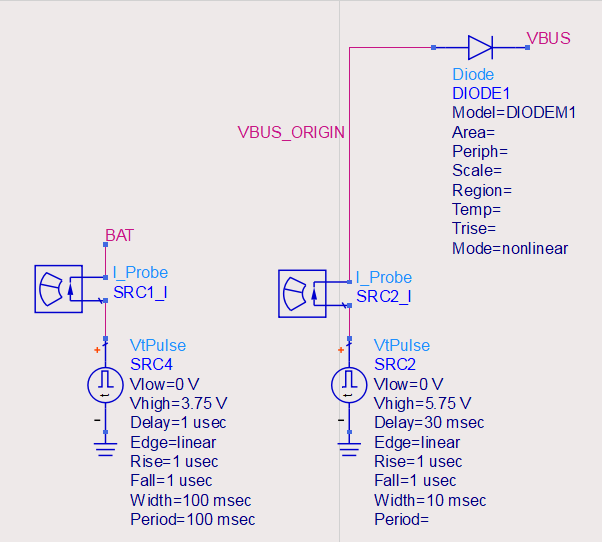 VBUS
Diode
DIODE1
Model=DIODEM1
Area=
Periph=
Scale=
Region=
Temp=
Trise=
Mode=nonlinear
VBUS_ORIGIN
BAT
I_Probe
SRC1_I
I_Probe
SRC2_I
+
VtPulse
SRC4
Vlow=0 V
Vhigh=3.75 V
Delay=1 usec
Edge=linear
Rise=1 usec
Fall=1 usec
Width=100 msec
Period=100 msec
-
+
VtPulse
SRC2
Vlow=0 V
Vhigh=5.75 V
Delay=30 msec
Edge=linear
Rise=1 usec
Fall=1 usec
Width=10 msec
Period=
-